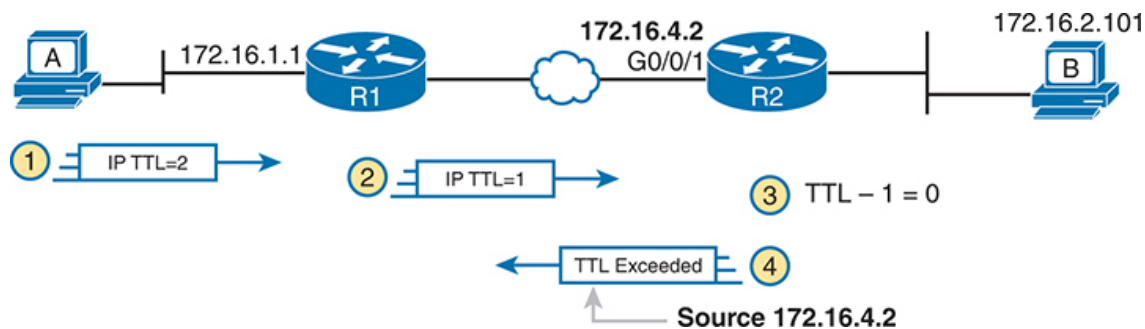 172.16.2.101
172.16.4.2
A
172.16.1.1
G0/0/1
B
R1
R2
1
IP TTL=2
2
IP TTL=1
3
TTL – 1 = 0
TTL Exceeded
4
Source 172.16.4.2